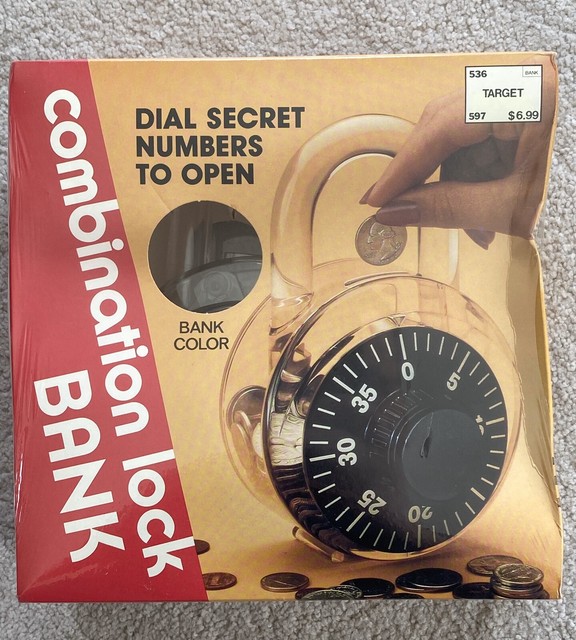 536 BANK
TARGET
597 $6.99
DIAL SECRET
NUMBERS
TO OPEN
combination lock
BANK
BANK
COLOR
0
5
20
25
30
35